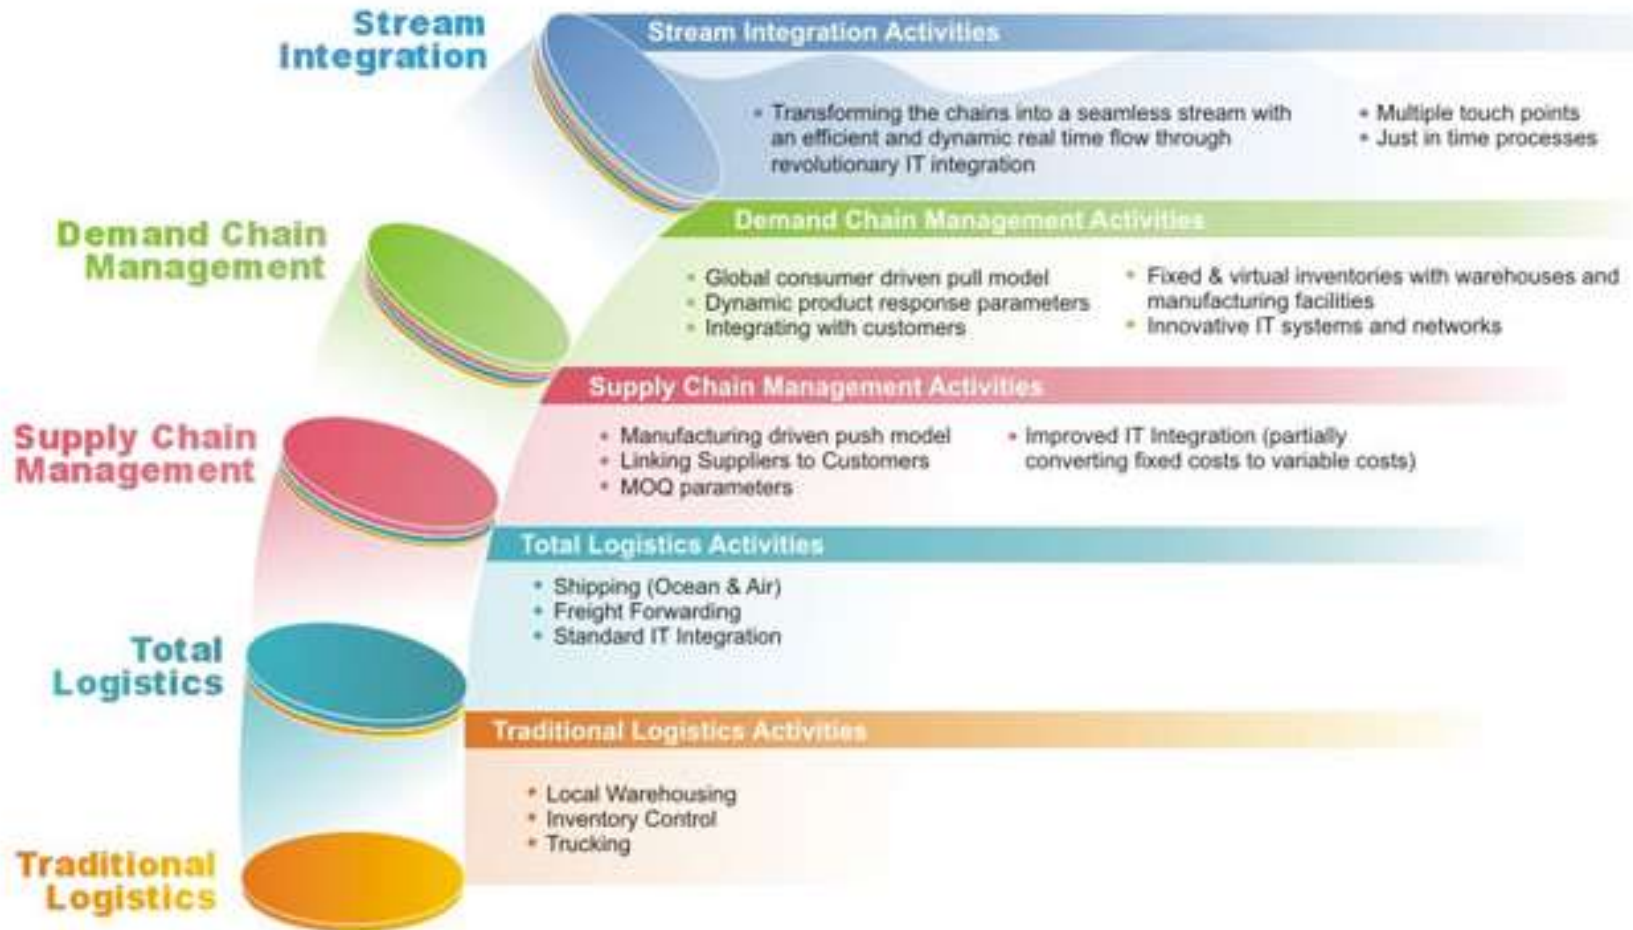 Stream
Integration
Stream Integration Activities
• Transforming the chains into a seamless stream with
an efficient and dynamic real time flow through
revolutionary IT integration
• Multiple touch points
• Just in time processes
Demand Chain
Management
Demand Chain Management Activities
• Global consumer driven pull model
• Dynamic product response parameters
• Integrating with customers
• Fixed & virtual inventories with warehouses and
manufacturing facilities
• Innovative IT systems and networks
Supply Chain
Management
Supply Chain Management Activities
• Manufacturing driven push model
• Linking Suppliers to Customers
• MOQ parameters
• Improved IT Integration (partially
converting fixed costs to variable costs)
Total
Logistics
Total Logistics Activities
• Shipping (Ocean & Air)
• Freight Forwarding
• Standard IT Integration
Traditional
Logistics
Traditional Logistics Activities
• Local Warehousing
• Inventory Control
• Trucking